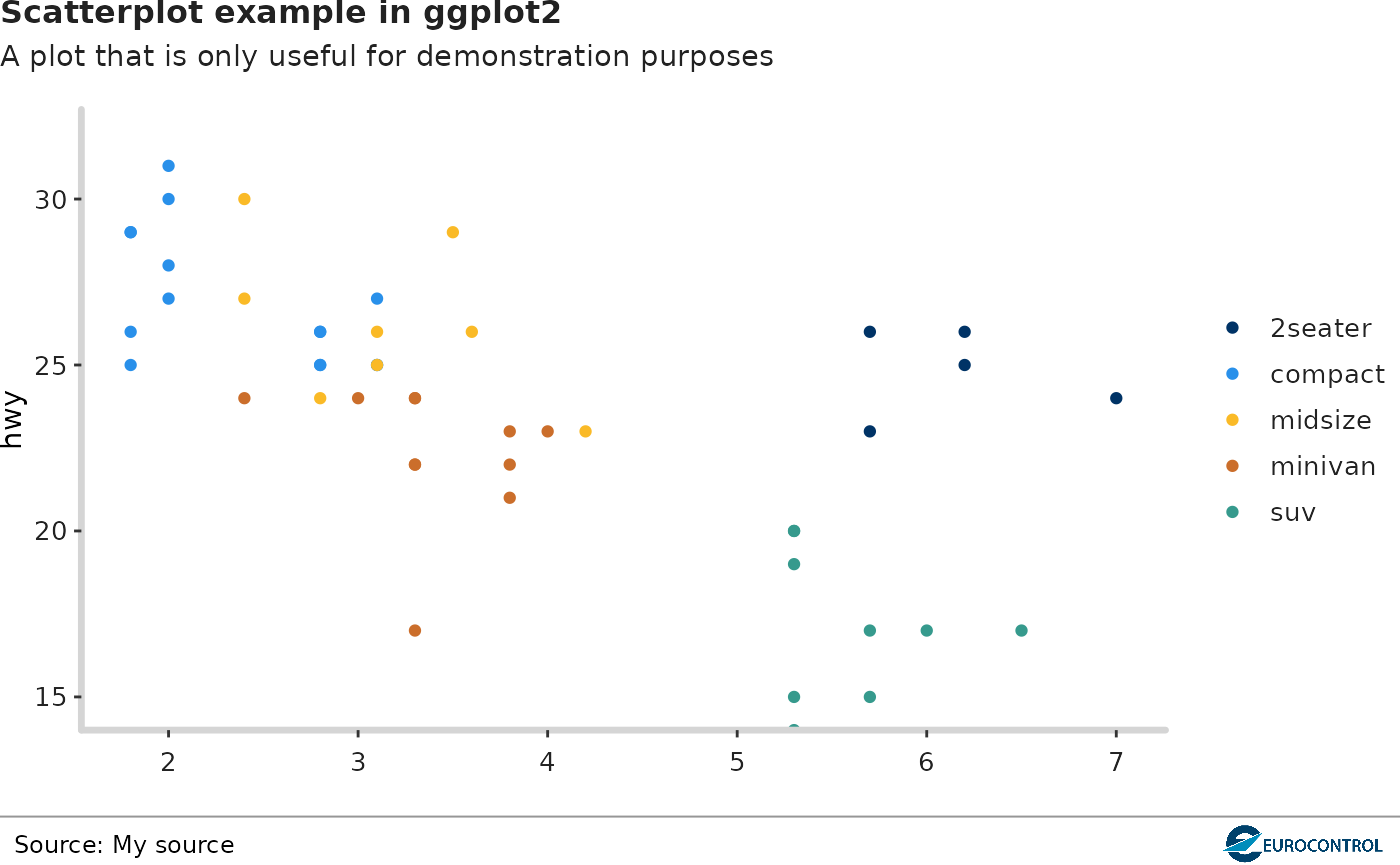 Scatterplot example in ggplot2
A plot that is only useful for demonstration purposes
hwy
30
25
20
15
2 3 4 5 6 7
2seater
compact
midsize
minivan
suv
Source: My source
EUROCONTROL